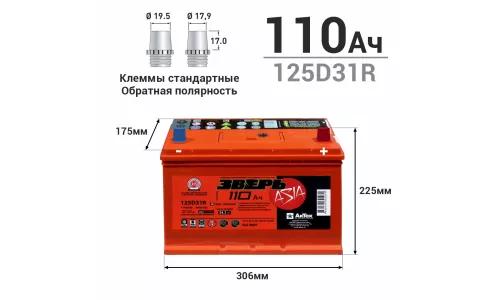 Ø 19.5
Ø 17,9
17.0
Клеммы стандартные
Обратная полярность
110Ач
125D31R
175мм
225мм
306мм
– +
ЗВЕРЬ
110 Ач
ASIA
125D31R
АкТех